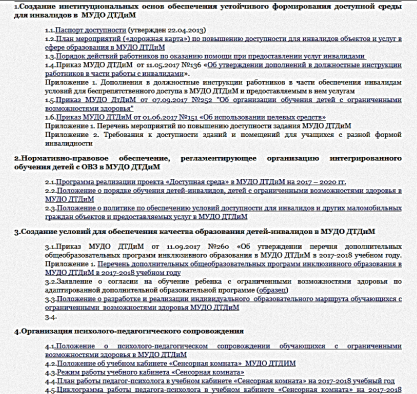 1.Создание институциональных основ обеспечения устойчивого формирования доступной среды
для инвалидов в МУДО ДТДиМ
1.1.Паспорт доступности (утвержден 22.04.2013)
1.2.План мероприятий («дорожная карта») по повышению доступности для инвалидов объектов и услуг в
сфере образования в МУДО ДТДиМ
1.3.Порядок действий работников по оказанию помощи при предоставлении услуг инвалидам
1.4.Приказ МУДО ДТДиМ от 11.05.2017 №136 «Об утверждении дополнений в должностные инструкции
работников в части работы с инвалидами».
Приложение 1. Дополнения в должностные инструкции работников в части обеспечения инвалидам
условий для беспрепятственного доступа в МУДО ДТДиМ и предоставляемым в нем услугам
1.5.Приказ МУДО ДТДиМ от 07.09.2017 №252 "Об организации обучения детей с ограниченными
возможностями здоровья"
1.6.Приказ МУДО ДТДиМ от 01.06.2017 №151 «Об использовании целевых средств»
Приложение 1. Перечень мероприятий по повышению доступности задания МУДО ДТДиМ
Приложение 2. Требования к доступности зданий и помещений для учащихся с разной формой
инвалидности
2.Нормативно-правовое обеспечение, регламентирующее организацию интегрированного
обучения детей с ОВЗ в МУДО ДТДиМ
2.1.Программа реализации проекта «Доступная среда» в МУДО ДТДиМ на 2017 – 2020 гг.
2.2.Положение о порядке обучения детей-инвалидов, детей с ограниченными возможностями здоровья в
МУДО ДТДиМ
2.3.Положение о политике по обеспечению условий доступности для инвалидов и других маломобильных
граждан объектов и предоставляемых услуг в МУДО ДТДиМ
3.Создание условий для обеспечения качества образования детей-инвалидов в МУДО ДТДиМ
3.1.Приказ МУДО ДТДиМ от 11.09.2017 №260 «Об утверждении перечня дополнительных
общеобразовательных программ инклюзивного образования в МУДО ДТДиМ в 2017-2018 учебном году.
Приложение 1. Перечень дополнительных общеобразовательных программ инклюзивного образования в
МУДО ДТДиМ в 2017-2018 учебном году
3.2.Заявление о согласии на обучение ребенка с ограниченными возможностями здоровья по
адаптированной дополнительной образовательной программе (образец)
3.3.Положение о разработке и реализации индивидуального образовательного маршрута обучающихся с
ограниченными возможностями здоровья МУДО ДТДиМ
3.4.
4.Организация психолого-педагогического сопровождения
4.1.Положение о психолого-педагогическом сопровождении обучающихся с ограниченными
возможностями здоровья в МУДО ДТДиМ
4.2.Положение об учебном кабинете «Сенсорная комната» МУДО ДТДИМ
4.3.Режим работы учебного кабинета «Сенсорная комната»
4.4.План работы педагог-психолога в учебном кабинете «Сенсорная комната» на 2017-2018 учебный год
4.5.Циклограмма работы педагога-психолога в учебном кабинете «Сенсорная комната» на 2017-2018